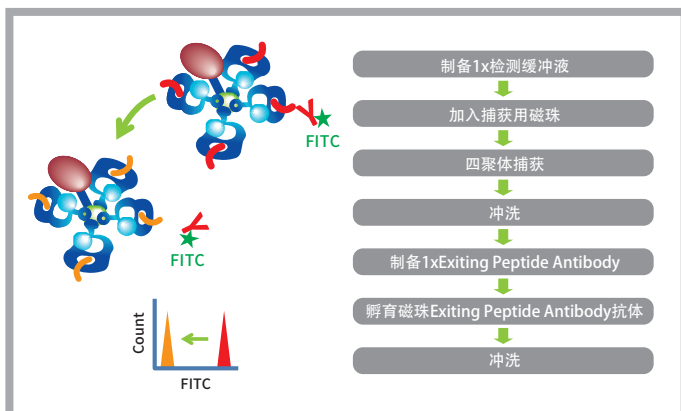 FITC
FITC
Count
FITC
制备1x检测缓冲液
加入捕获用磁珠
四聚体捕获
冲洗
制备1xExiting Peptide Antibody
孵育磁珠Exiting Peptide Antibody抗体
冲洗